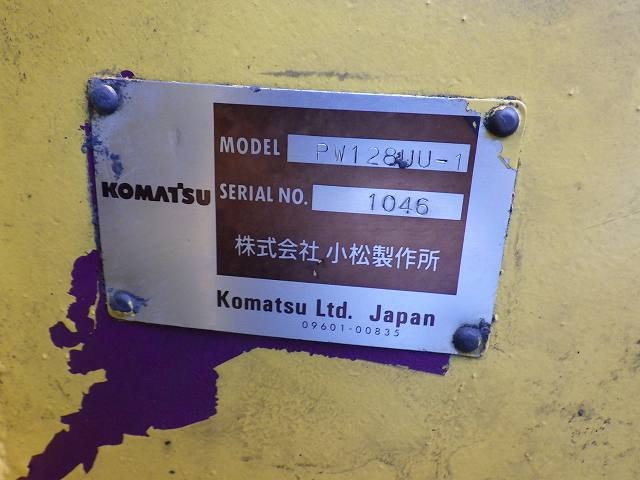 MODEL PW128UU-1
KOMATSU
SERIAL NO. 1046
株式会社 小松製作所
Komatsu Ltd. Japan
09601-00835